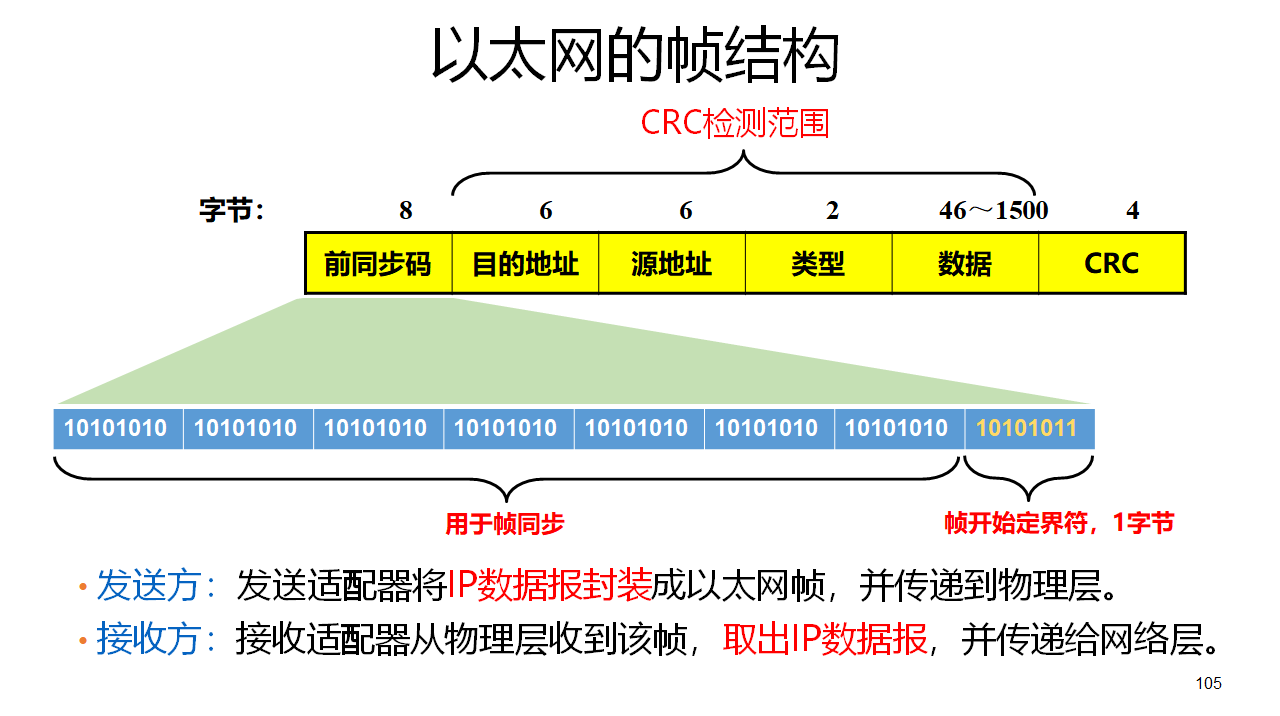 以太网的帧结构
CRC检测范围
字节： 8 6 6 2 46～1500 4
前同步码 目的地址 源地址 类型 数据 CRC
10101010 10101010 10101010 10101010 10101010 10101010 10101010 10101011
用于帧同步 帧开始定界符，1字节
• 发送方：发送适配器将IP数据报封装成以太网帧，并传递到物理层。
• 接收方：接收适配器从物理层收到该帧，取出IP数据报，并传递给网络层。
105